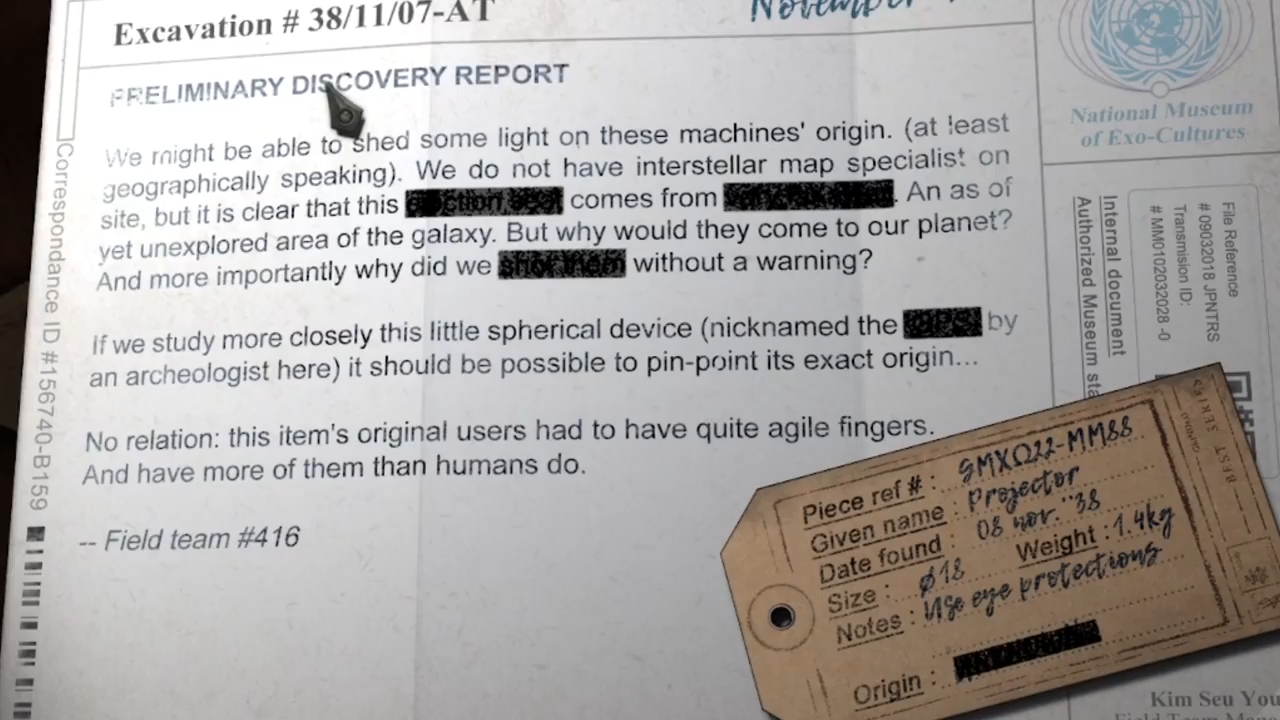 Excavation # 38/11/07-AT
November
PRELIMINARY DISCOVERY REPORT
We might be able to shed some light on these machines' origin. (at least
geographically speaking). We do not have interstellar map specialist on
site, but it is clear that this comes from . An as of
yet unexplored area of the galaxy. But why would they come to our planet?
And more importantly why did we without a warning?
If we study more closely this little spherical device (nicknamed the by
an archeologist here) it should be possible to pin-point its exact origin...
No relation: this item's original users had to have quite agile fingers.
And have more of them than humans do.
-- Field team #416
Correspondance ID #156740-B159
National Museum
of Exo-Cultures
File Reference
# 09032018 JPNTRS
Transmision ID:
# MM0102032028 -0
Internal document
Authorized Museum sta
Piece ref # : GMXΩ22-MM88
Given name : Projector
Date found : 08 nov. "38
Size : ø18 Weight : 1.4kg
Notes : Use eye protections
Origin :
Kim Seu You